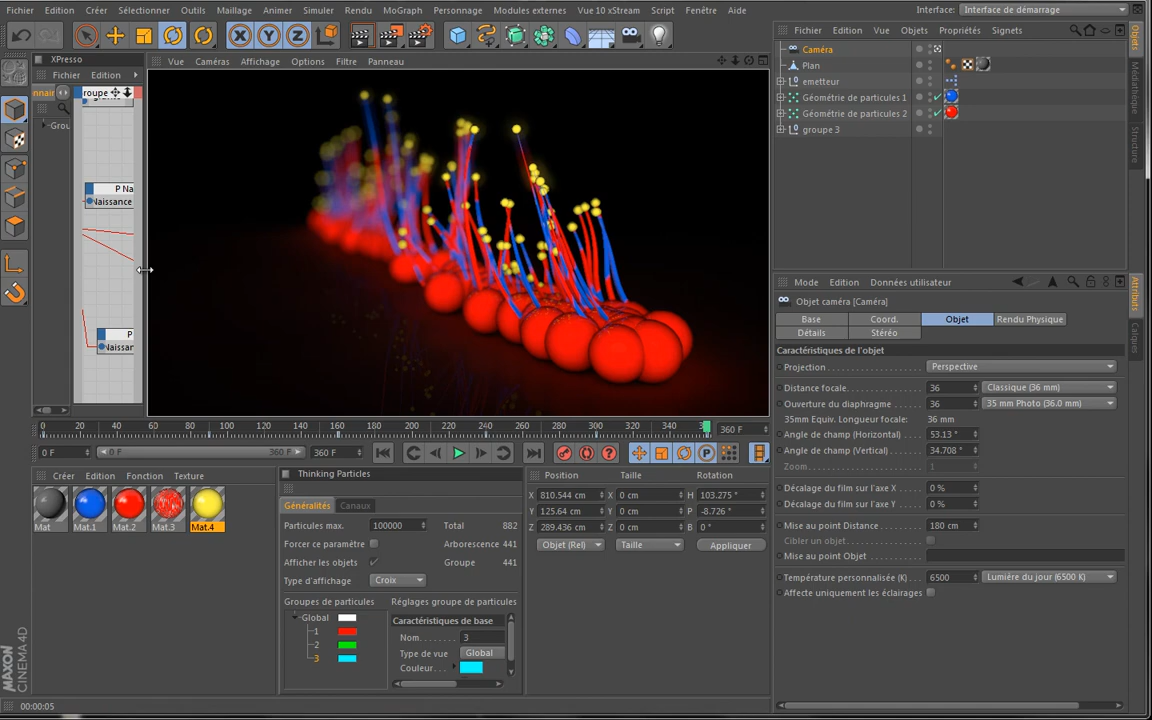 Fichier Edition Créer Sélectionner Outils Maillage Animer Simuler Rendu MoGraph Personnage Modules externes Vue 10 xStream Script Fenêtre Aide Interface: Interface de démarrage
X Y Z
XPresso
Fichier Edition
Vue Caméras Affichage Options Filtre Panneau
nnair roupe
Grou
P Na
Naissance
P
Naissan
Fichier Edition Vue Objets Propriétés Signets
Caméra
Plan
emetteur
Géométrie de particules 1
Géométrie de particules 2
groupe 3
Objets
Médiathèque
Structure
Mode Edition Données utilisateur
Objet caméra [Caméra]
Base Coord. Objet Rendu Physique
Détails Stéréo
Caractéristiques de l'objet
Projection Perspective
Distance focale. 36 Classique (36 mm)
Ouverture du diaphragme 36 35 mm Photo (36.0 mm)
35mm Equiv. Longueur focale: 36 mm
Angle de champ (Horizontal) 53.13 °
Angle de champ (Vertical) 34.708 °
Zoom 1
Décalage du film sur l'axe X 0 %
Décalage du film sur l'axe Y 0 %
Mise au point Distance 180 cm
Cibler un objet
Mise au point Objet
Température personnalisée (K) 6500 Lumière du jour (6500 K)
Affecte uniquement les éclairages
Attributs
Calques
0 20 40 60 80 100 120 140 160 180 200 220 240 260 280 300 320 340 360 F
0 F 0 F 360 F 360 F
P
Créer Edition Fonction Texture
Mat Mat.1 Mat.2 Mat.3 Mat.4
Thinking Particles
Généralités Canaux
Particules max. 100000 Total 882
Forcer ce paramètre Arborescence 441
Afficher les objets Groupe 441
Type d'affichage Croix
Groupes de particules Réglages groupe de particules
Global
1
2
3
Caractéristiques de base
Nom 3
Type de vue Global
Couleur
Position Taille Rotation
X 810.544 cm X 0 cm H 103.275 °
Y 125.64 cm Y 0 cm P -8.726 °
Z 289.436 cm Z 0 cm B 0 °
Objet (Rel) Taille Appliquer
MAXON
CINEMA 4D
00:00:05